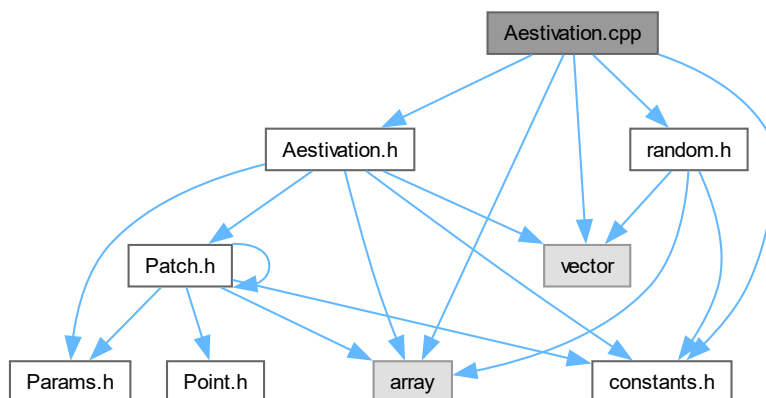 Aestivation.cpp
Aestivation.h
random.h
Patch.h
vector
Params.h
Point.h
array
constants.h